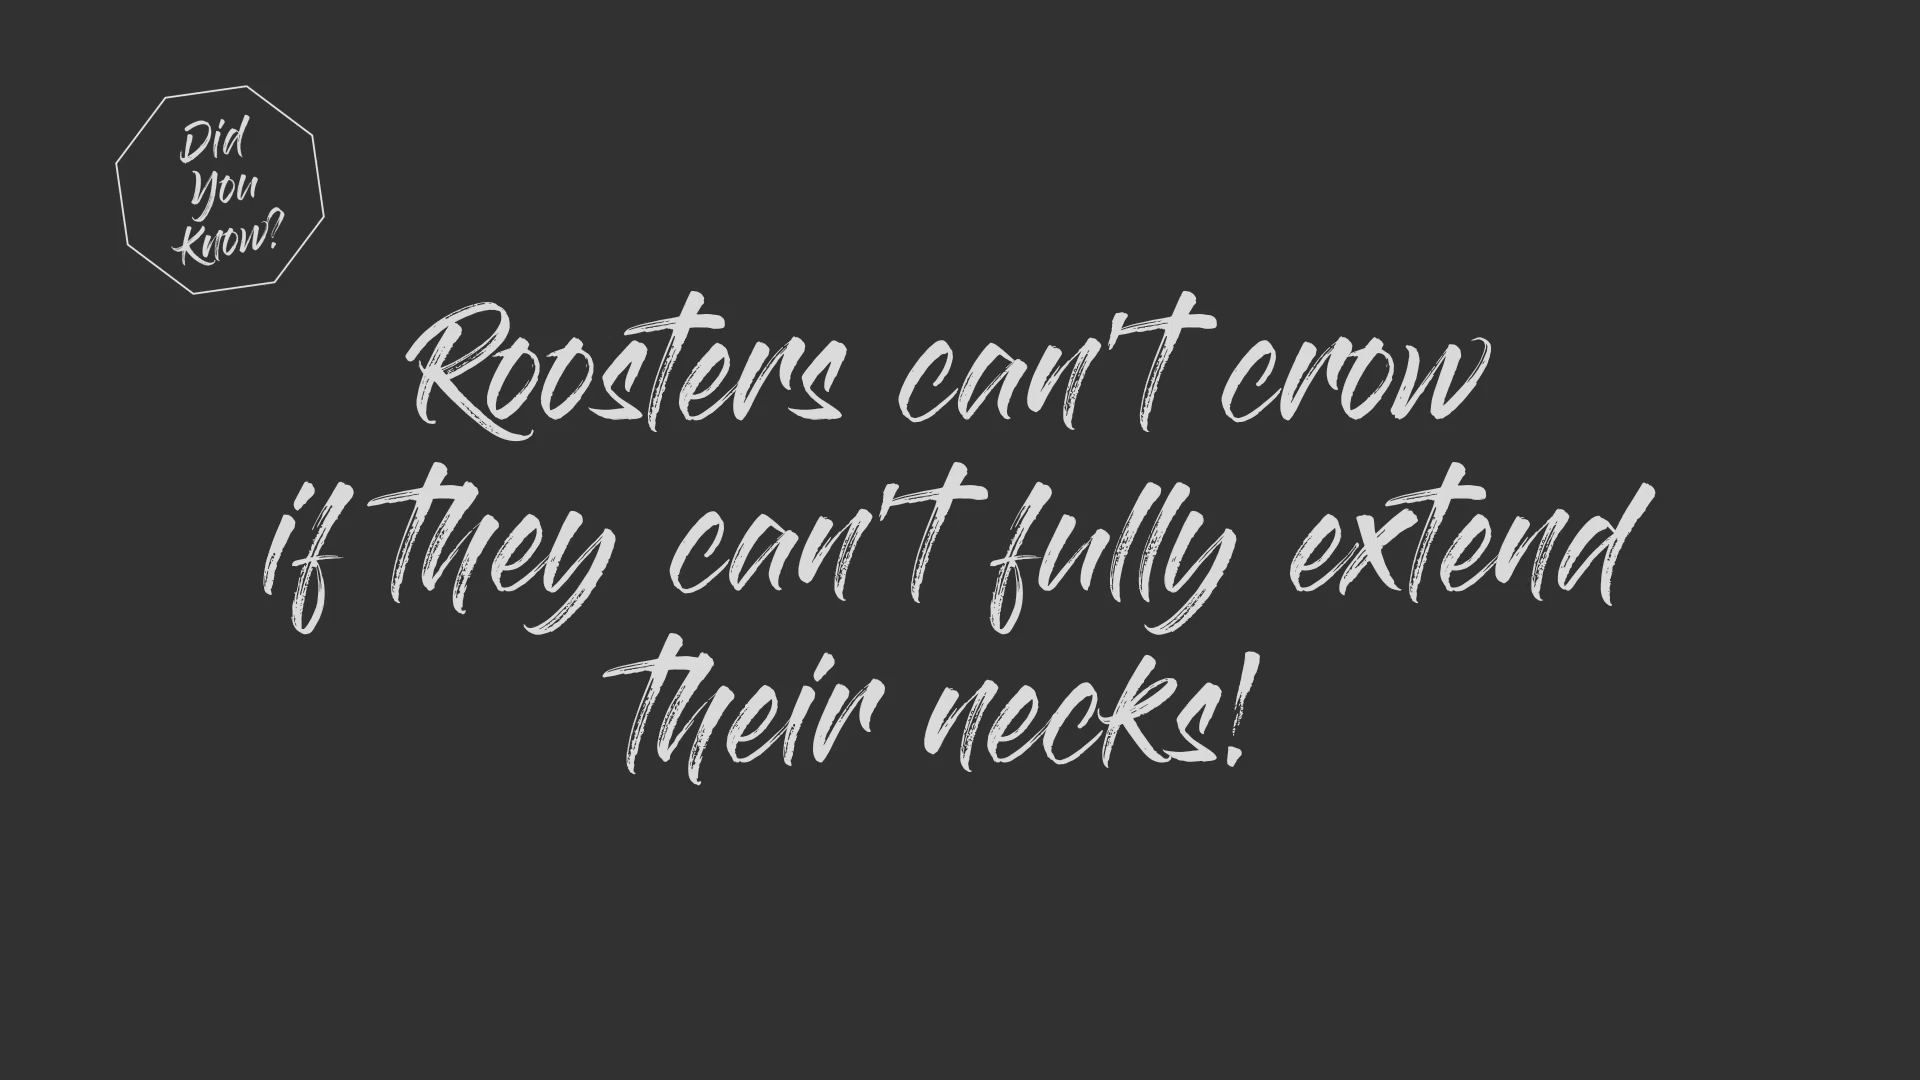 Did
You
Know?
Roosters can't crow
if they can't fully extend
their necks!